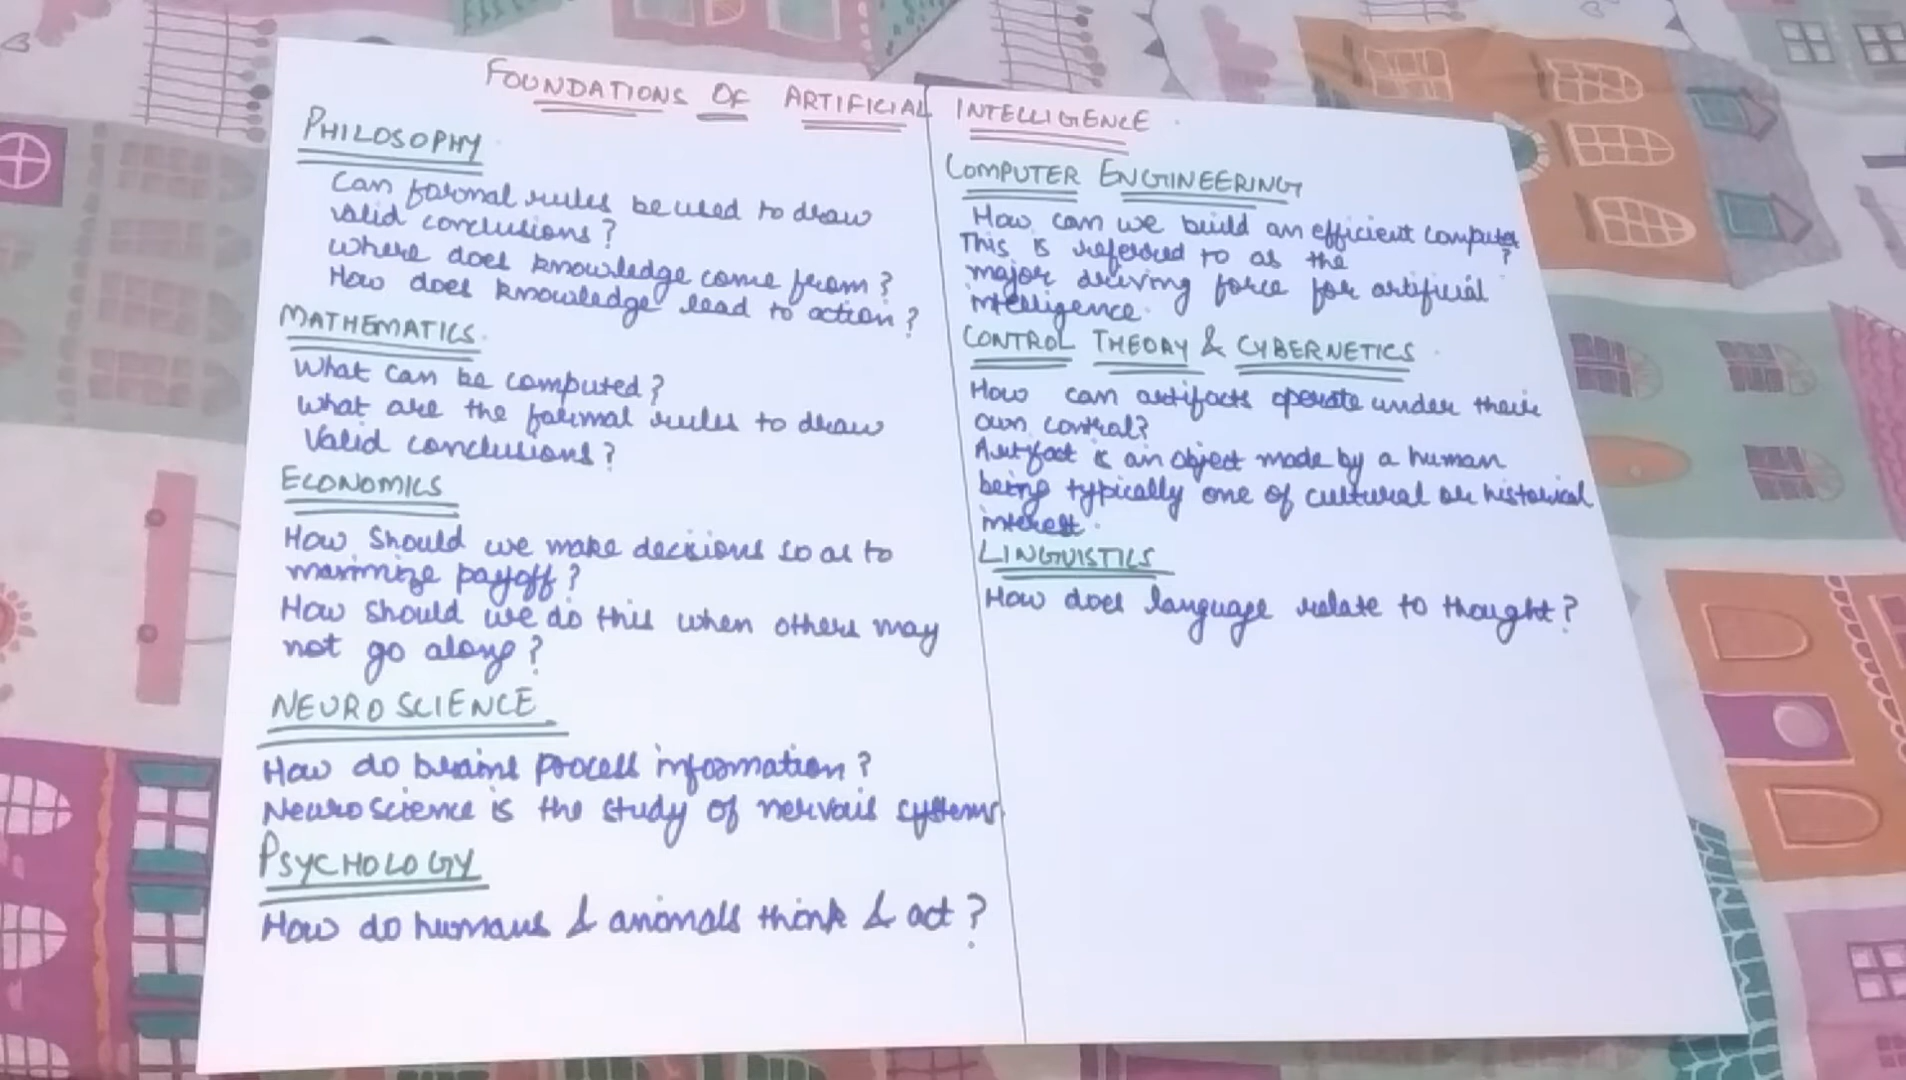 FOUNDATIONS OF ARTIFICIAL INTELLIGENCE
PHILOSOPHY
Can formal rules be used to draw
valid conclusions?
Where does knowledge come from?
How does knowledge lead to action?
MATHEMATICS
What can be computed?
What are the formal rules to draw
Valid conclusions?
ECONOMICS
How should we make decisions so as to
maximize payoff?
How should we do this when others may
not go along?
NEUROSCIENCE
How do brains process information?
Neuroscience is the study of nervous systems
PSYCHOLOGY
How do humans & animals think & act?
COMPUTER ENGINEERING
How can we build an efficient computer
?
This is referred to as the
major driving force for artificial
intelligence.
CONTROL THEORY & CYBERNETICS
How can artifacts operate under their
own control?
Artifact is an object made by a human
being typically one of cultural or historical
interest.
LINGUISTICS
How does language relate to thought?